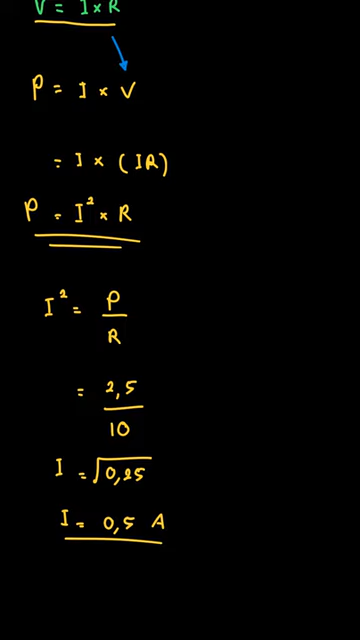 V = I × R
P = I × V
= I × (IR)
P = I² × R
I² = P/R
= 2,5/10
I = √0,25
I = 0,5 A